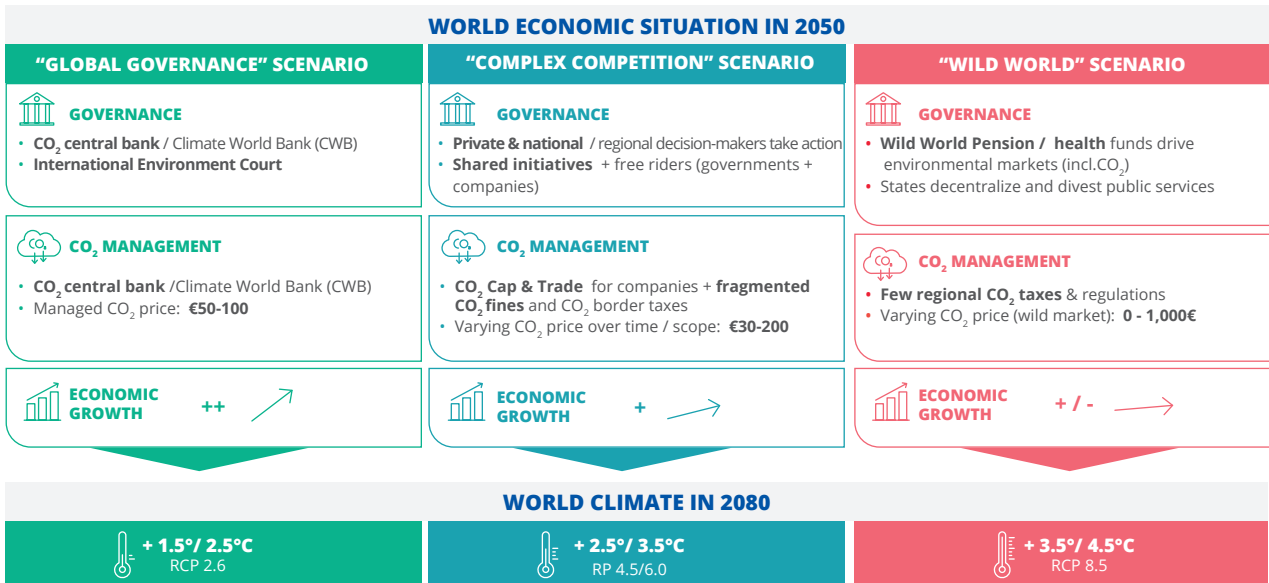 WORLD ECONOMIC SITUATION IN 2050
“GLOBAL GOVERNANCE” SCENARIO
GOVERNANCE
• CO₂ central bank / Climate World Bank (CWB)
• International Environment Court
CO₂
CO₂ MANAGEMENT
• CO₂ central bank /Climate World Bank (CWB)
• Managed CO₂ price: €50-100
ECONOMIC
GROWTH
++
“COMPLEX COMPETITION” SCENARIO
GOVERNANCE
• Private & national / regional decision-makers take action
• Shared initiatives + free riders (governments +
companies)
CO₂
CO₂ MANAGEMENT
• CO₂ Cap & Trade for companies + fragmented
CO₂ fines and CO₂ border taxes
• Varying CO₂ price over time / scope: €30-200
ECONOMIC
GROWTH
+
“WILD WORLD” SCENARIO
GOVERNANCE
• Wild World Pension / health funds drive
environmental markets (incl.CO₂)
• States decentralize and divest public services
CO₂
CO₂ MANAGEMENT
• Few regional CO₂ taxes & regulations
• Varying CO₂ price (wild market): 0 - 1,000€
ECONOMIC
GROWTH
+ / -
WORLD CLIMATE IN 2080
+ 1.5°/ 2.5°C
RCP 2.6
+ 2.5°/ 3.5°C
RP 4.5/6.0
+ 3.5°/ 4.5°C
RCP 8.5